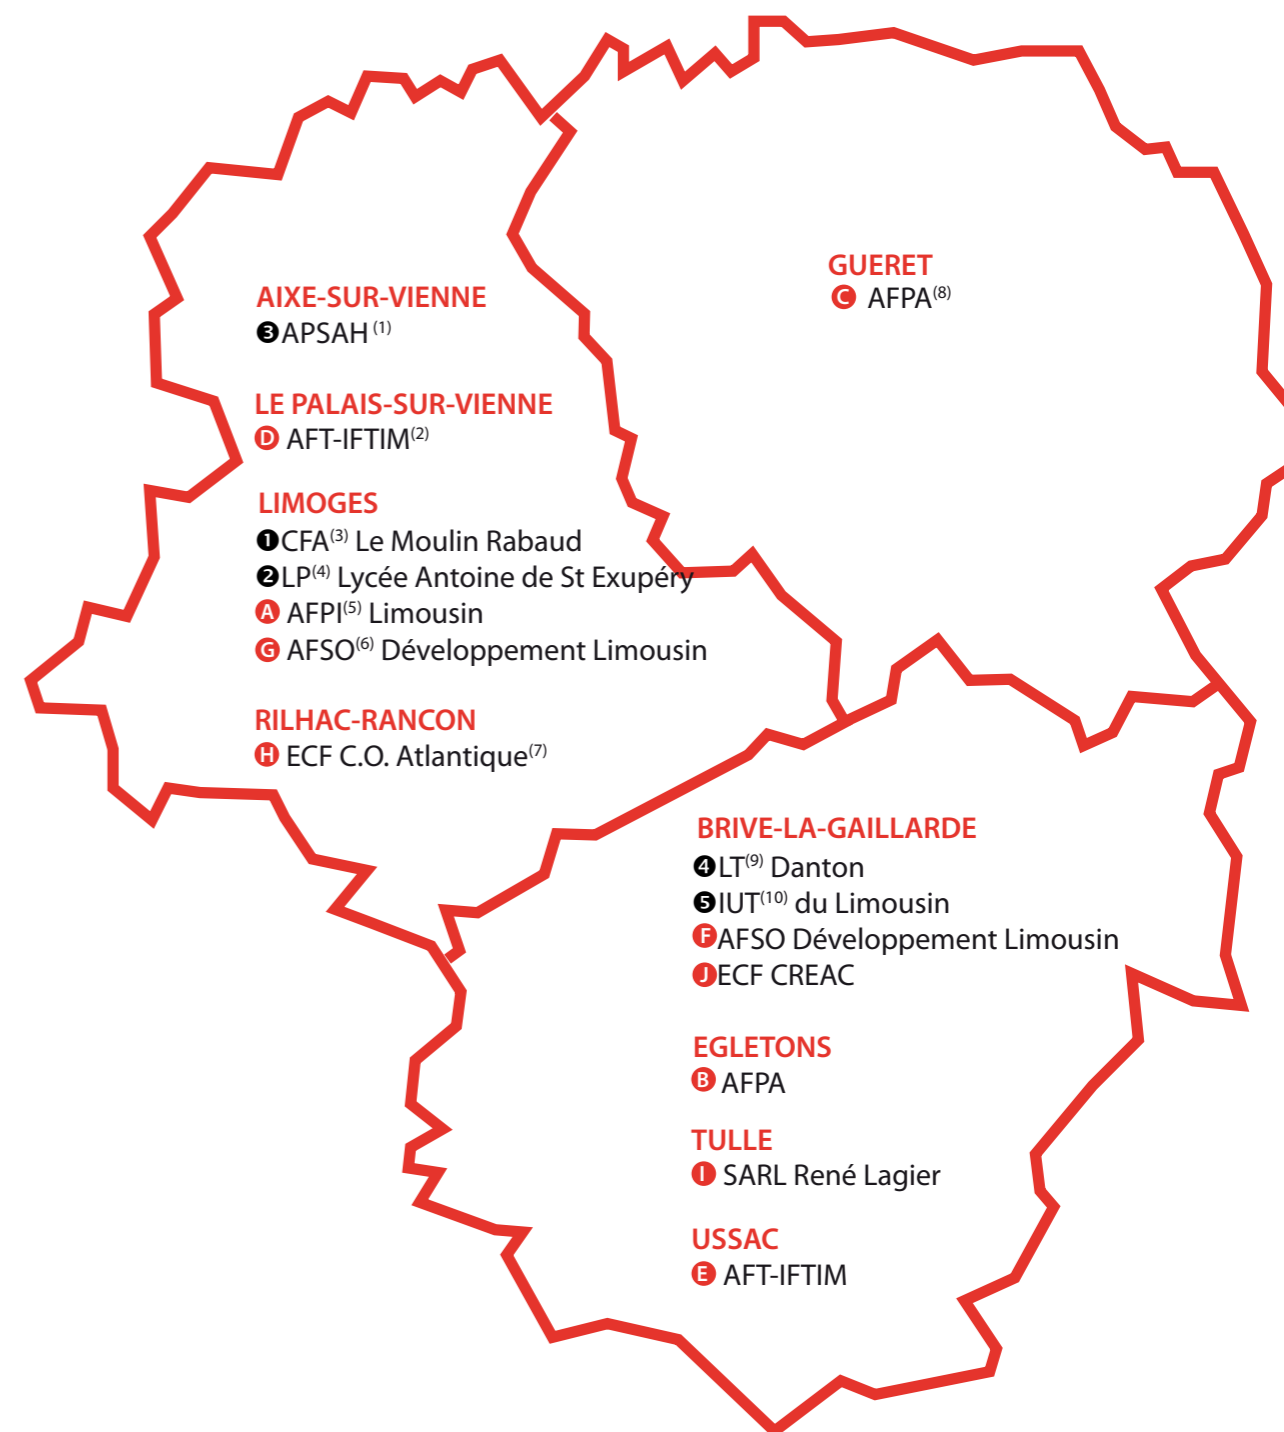 GUERET
C AFPA(8)
AIXE-SUR-VIENNE
❸APSAH (1)
LE PALAIS-SUR-VIENNE
D AFT-IFTIM(2)
LIMOGES
❶CFA(3) Le Moulin Rabaud
❷LP(4) Lycée Antoine de St Exupéry
A AFPI(5) Limousin
G AFSO(6) Développement Limousin
RILHAC-RANCON
H ECF C.O. Atlantique(7)
BRIVE-LA-GAILLARDE
❹LT(9) Danton
❺IUT(10) du Limousin
F AFSO Développement Limousin
J ECF CREAC
EGLETONS
B AFPA
TULLE
I SARL René Lagier
USSAC
E AFT-IFTIM